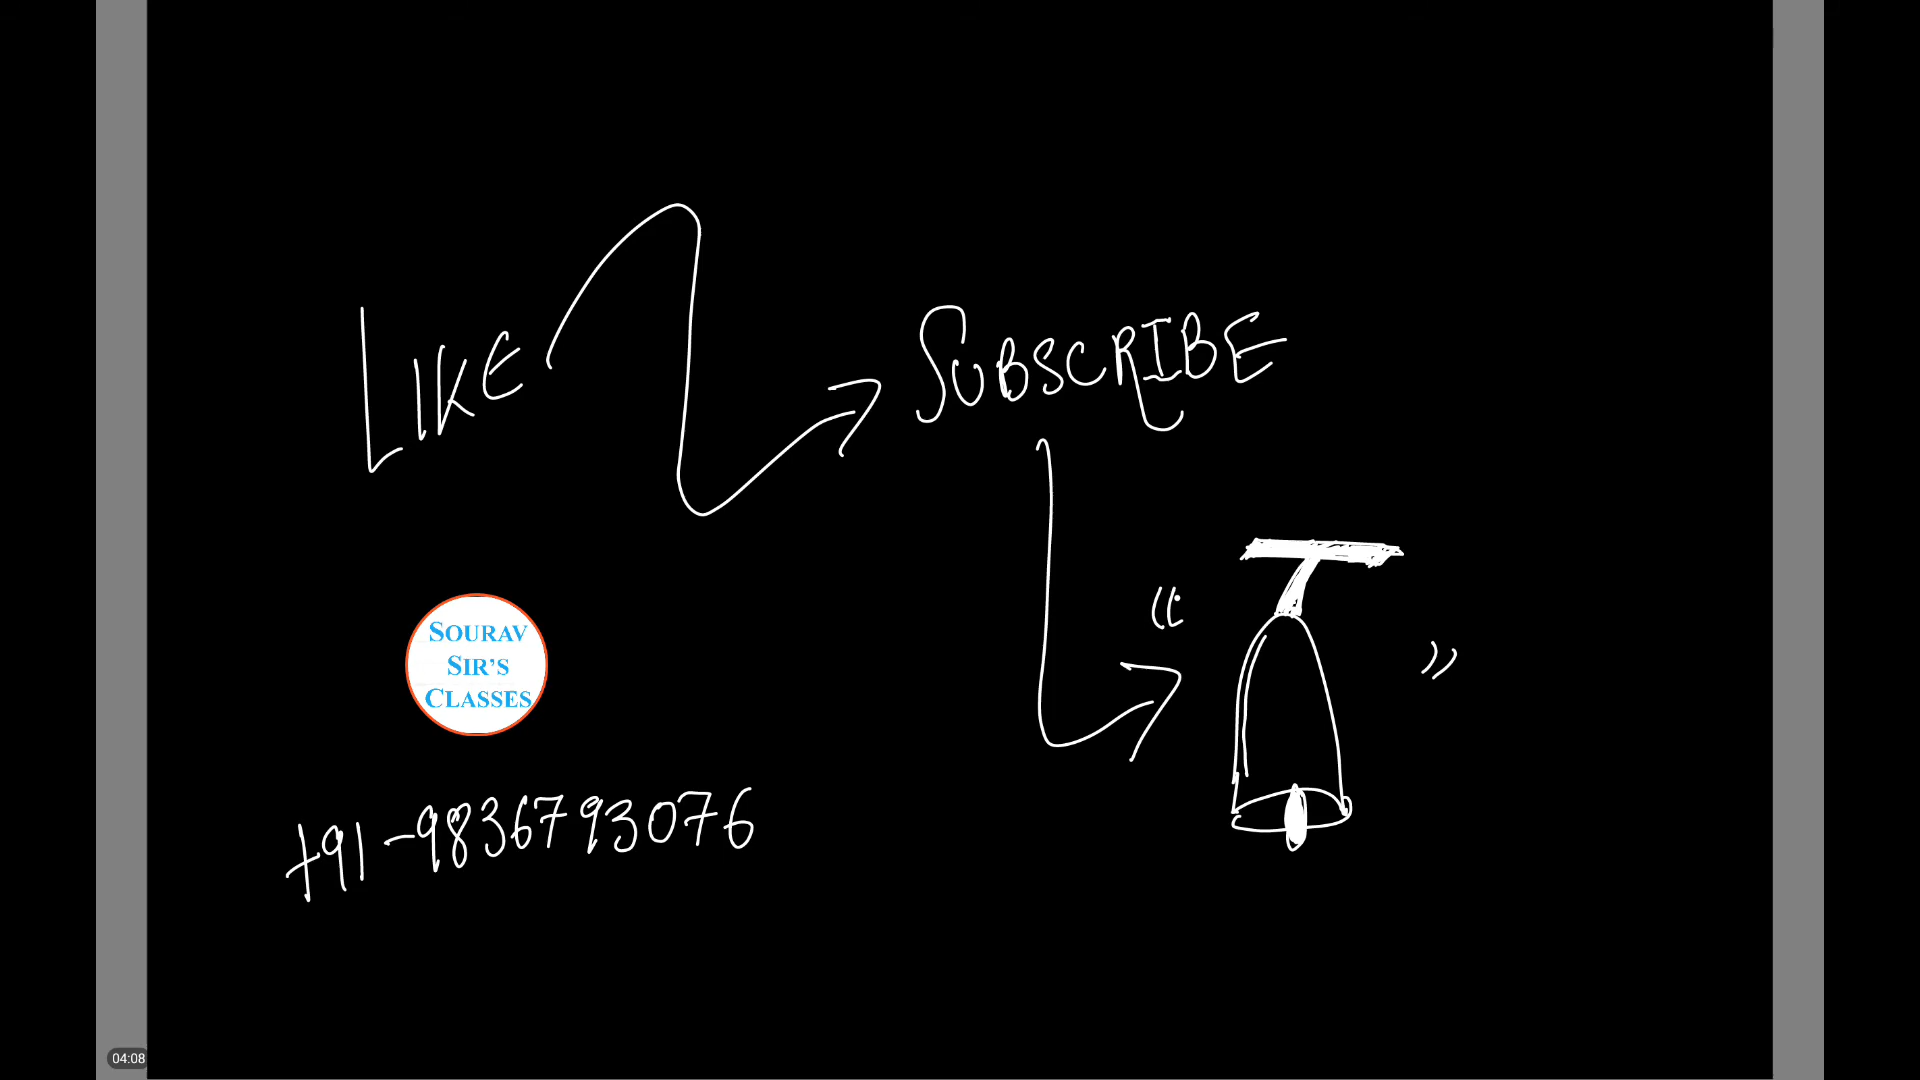 LIKE
SUBSCRIBE
SOURAV
SIR'S
CLASSES
+91-9836793076
04:08